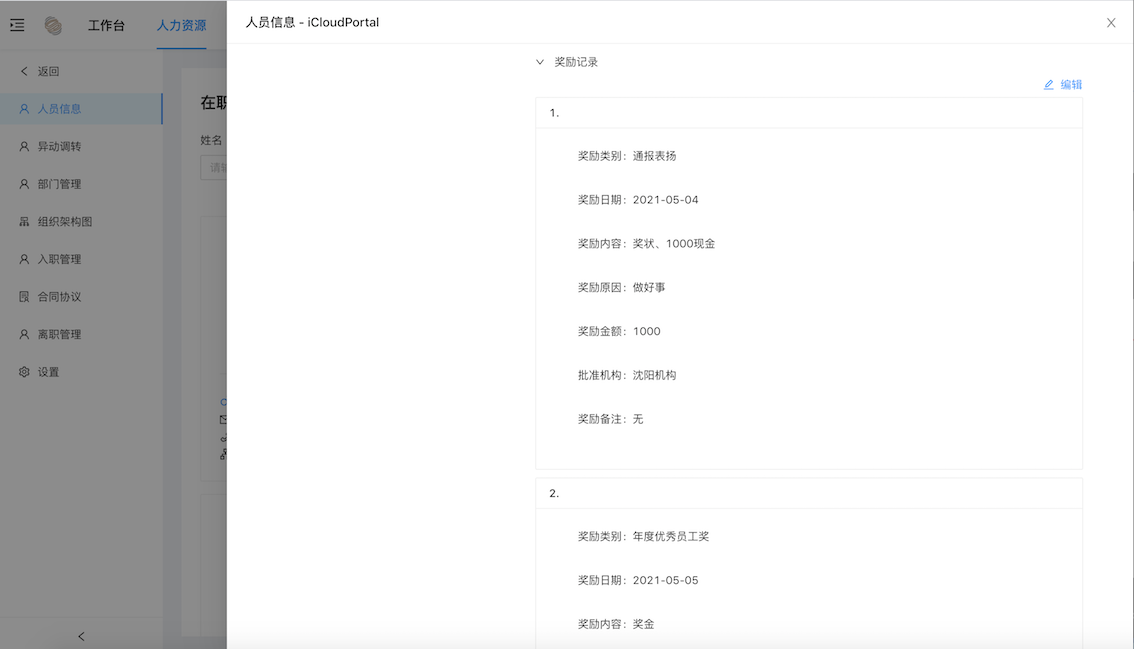 工作台
人力资源
人员信息 - iCloudPortal
返回
人员信息
异动调转
部门管理
组织架构图
入职管理
合同协议
离职管理
设置
在职
姓名
奖励记录
编辑
1.
奖励类别：通报表扬
奖励日期：2021-05-04
奖励内容：奖状、1000现金
奖励原因：做好事
奖励金额：1000
批准机构：沈阳机构
奖励备注：无
2.
奖励类别：年度优秀员工奖
奖励日期：2021-05-05
奖励内容：奖金